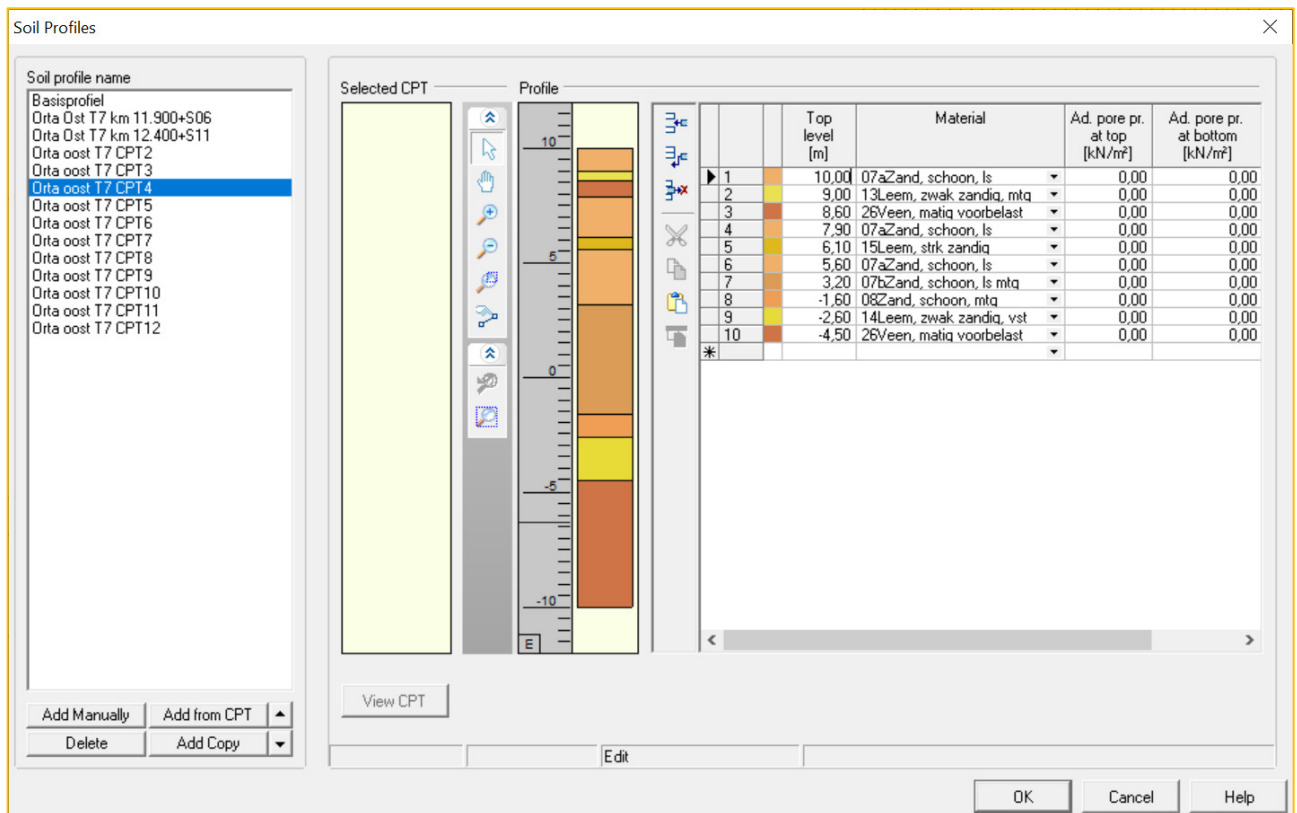 Soil Profiles
Soil profile name
Basisprofiel
Orta Ost T7 km 11.900+S06
Orta Ost T7 km 12.400+S11
Orta oost T7 CPT2
Orta oost T7 CPT3
Orta oost T7 CPT4
Orta oost T7 CPT5
Orta oost T7 CPT6
Orta oost T7 CPT7
Orta oost T7 CPT8
Orta oost T7 CPT9
Orta oost T7 CPT10
Orta oost T7 CPT11
Orta oost T7 CPT12
Add Manually
Add from CPT
Delete
Add Copy
Selected CPT
Profile
10
5
0
-5
-10
E
View CPT
Top level [m] Material Ad. pore pr. at top [kN/m²] Ad. pore pr. at bottom [kN/m²]
1 10,00 07aZand, schoon, ls 0,00 0,00
2 9,00 13Leem, zwak zandig, mtg 0,00 0,00
3 8,60 26Veen, matig voorbelast 0,00 0,00
4 7,90 07aZand, schoon, ls 0,00 0,00
5 6,10 15Leem, strk zandig 0,00 0,00
6 5,60 07aZand, schoon, ls 0,00 0,00
7 3,20 07bZand, schoon, ls mtg 0,00 0,00
8 -1,60 08Zand, schoon, mtg 0,00 0,00
9 -2,60 14Leem, zwak zandig, vst 0,00 0,00
10 -4,50 26Veen, matig voorbelast 0,00 0,00
Edit
OK
Cancel
Help